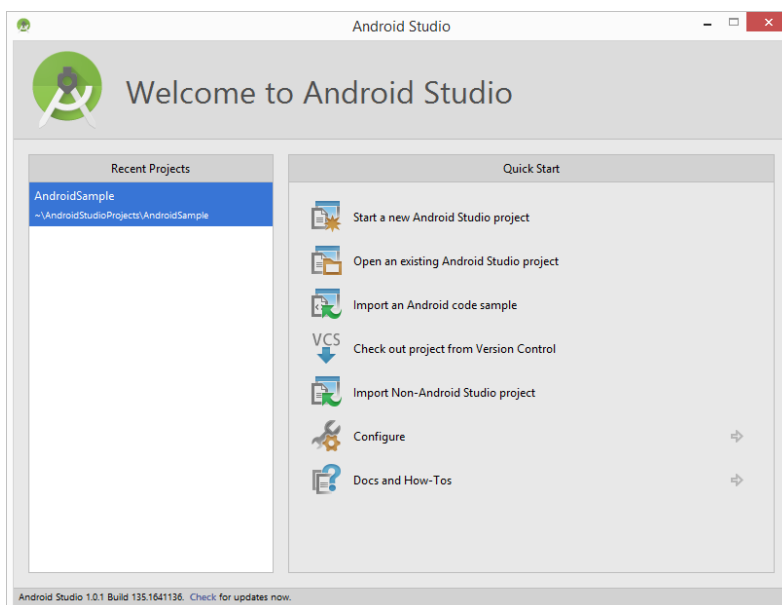 Android Studio
Welcome to Android Studio
Recent Projects
AndroidSample
~\AndroidStudioProjects\AndroidSample
Quick Start
Start a new Android Studio project
Open an existing Android Studio project
Import an Android code sample
VCS
Check out project from Version Control
Import Non-Android Studio project
Configure
Docs and How-Tos
Android Studio 1.0.1 Build 135.1641136. Check for updates now.